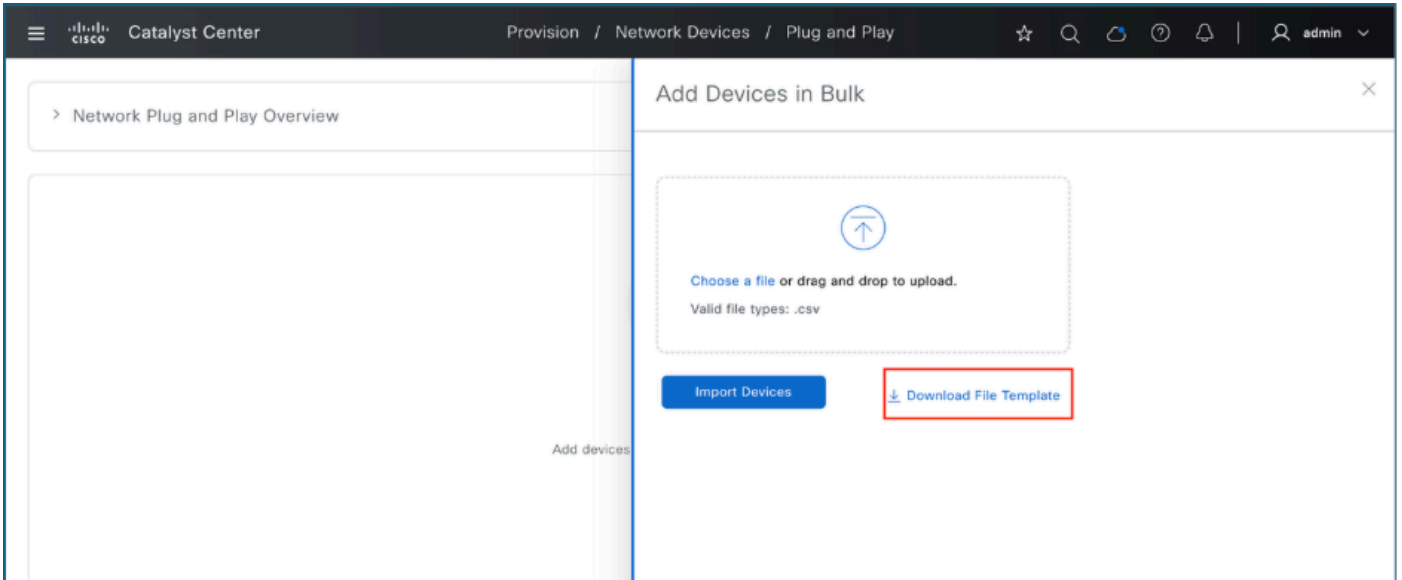 cisco Catalyst Center Provision / Network Devices / Plug and Play admin
Network Plug and Play Overview
Add devices
Add Devices in Bulk
Choose a file or drag and drop to upload.
Valid file types: .csv
Import Devices
Download File Template